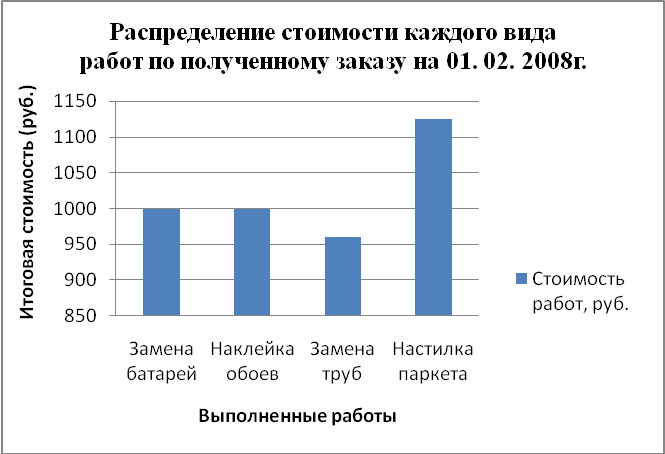 Распределение стоимости каждого вида
работ по полученному заказу на 01. 02. 2008г.
Итоговая стоимость (руб.)
1150
1100
1050
1000
950
900
850
Замена
батарей
Наклейка
обоев
Замена
труб
Настилка
паркета
Выполненные работы
Стоимость
работ, руб.